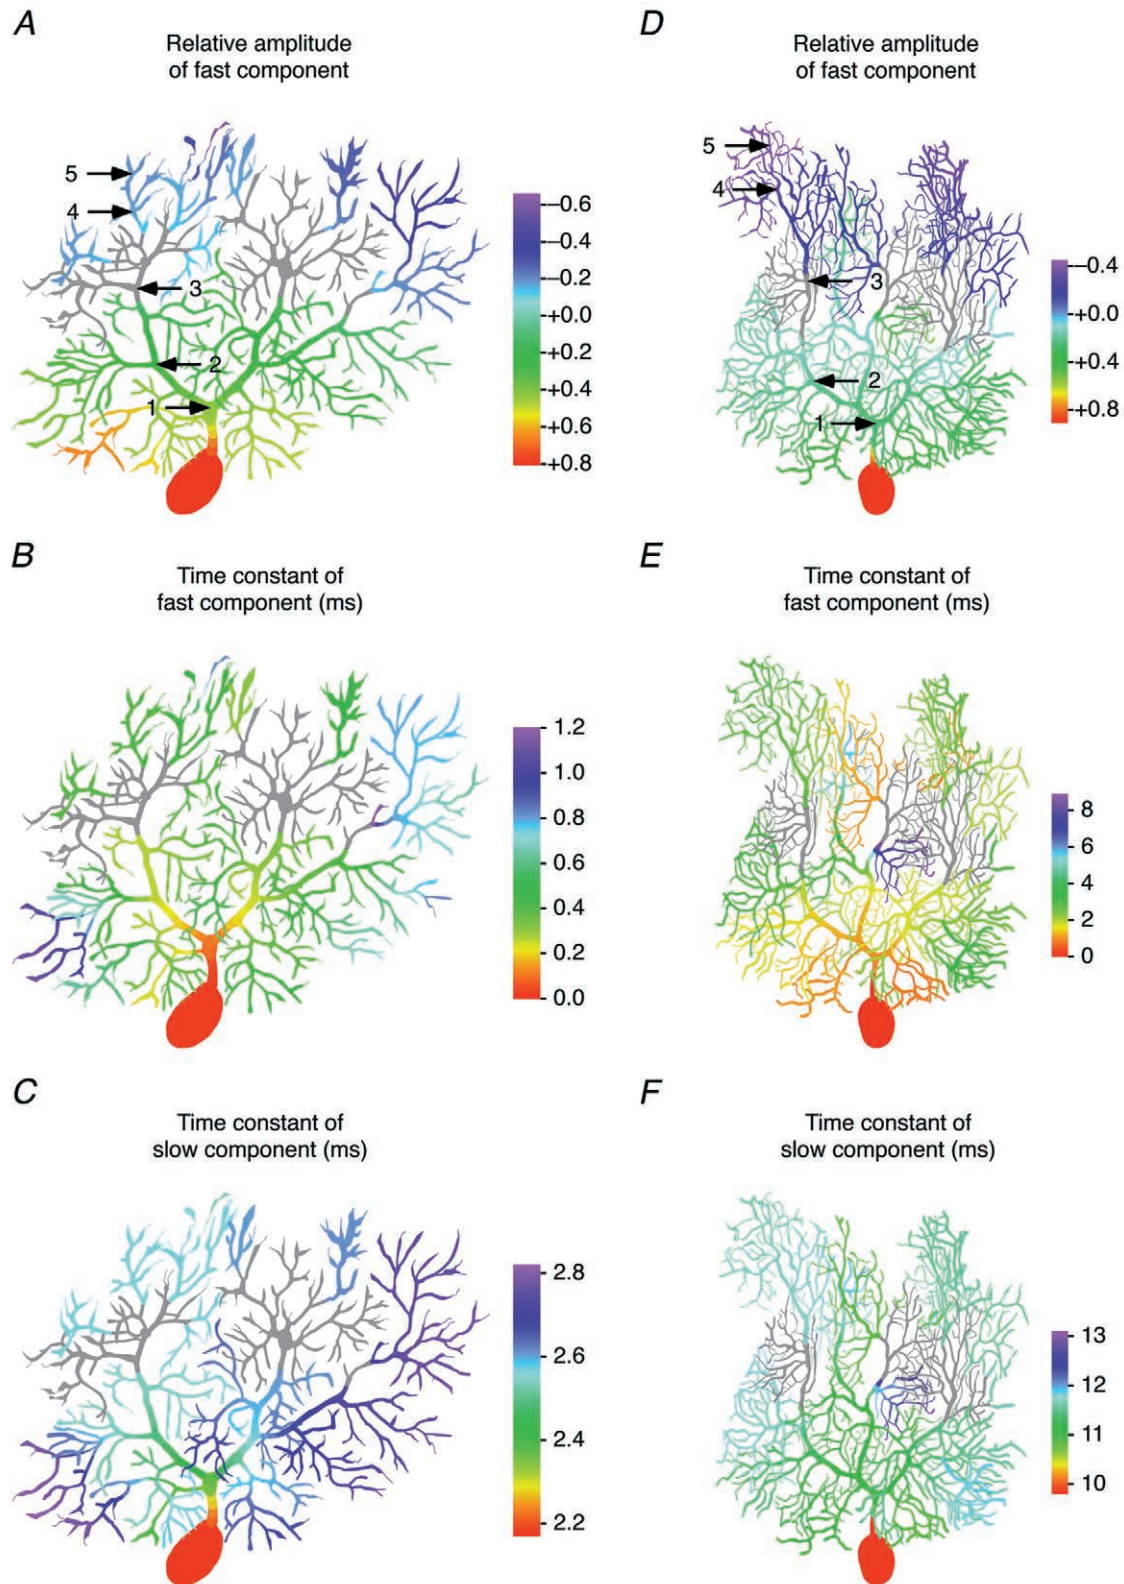 A
Relative amplitude
of fast component
5
4
3
2
1
-–0.6
-–0.4
-–0.2
-+0.0
-+0.2
-+0.4
-+0.6
-+0.8
D
Relative amplitude
of fast component
5
4
3
2
1
-–0.4
-+0.0
-+0.4
-+0.8
B
Time constant of
fast component (ms)
1.2
1.0
0.8
0.6
0.4
0.2
0.0
E
Time constant of
fast component (ms)
8
6
4
2
0
C
Time constant of
slow component (ms)
2.8
2.6
2.4
2.2
F
Time constant of
slow component (ms)
13
12
11
10